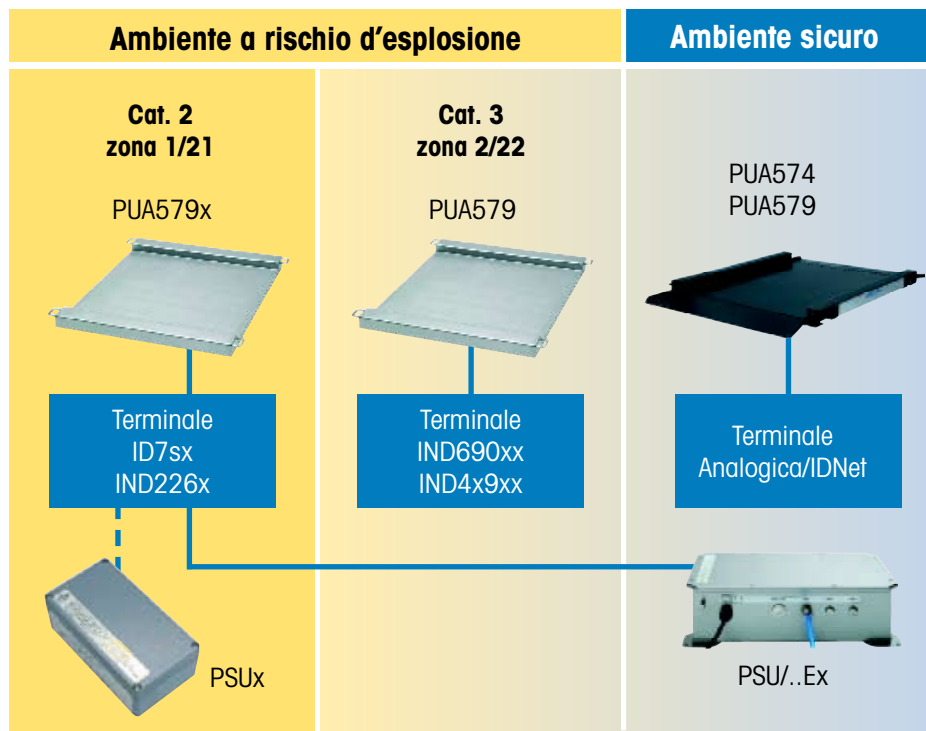 Ambiente a rischio d'esplosione
Ambiente sicuro
Cat. 2
zona 1/21
PUA579x
Terminale
ID7sx
IND226x
PSUx
Cat. 3
zona 2/22
PUA579
Terminale
IND690xx
IND4x9xx
PUA574
PUA579
Terminale
Analogica/IDNet
PSU/..Ex